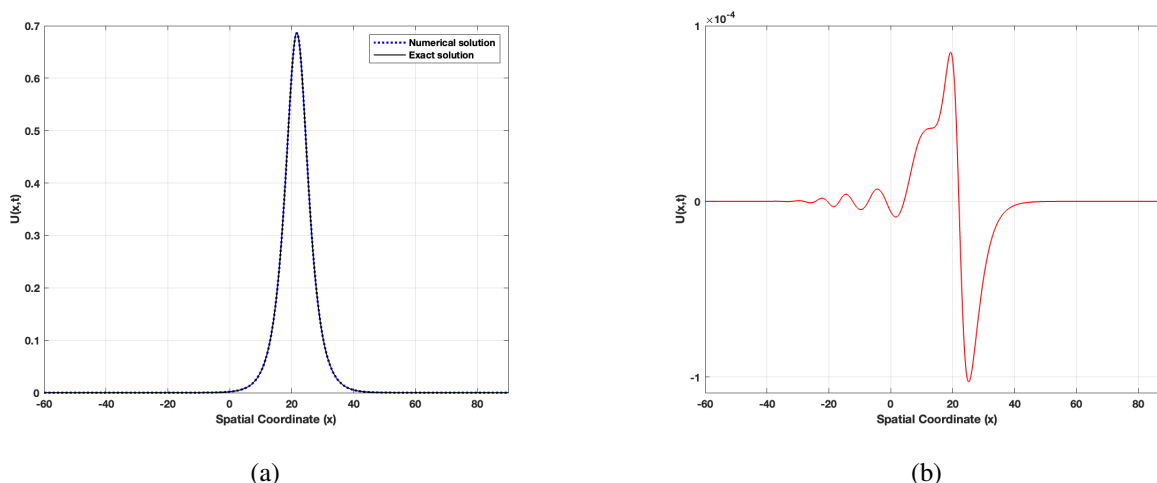 0.7
0.6
0.5
0.4
0.3
0.2
0.1
0
U(x,t)
-60 -40 -20 0 20 40 60 80
Spatial Coordinate (x)
Numerical solution
Exact solution
(a)
1 ×10⁻⁴
0
-1
U(x,t)
-60 -40 -20 0 20 40 60 80
Spatial Coordinate (x)
(b)